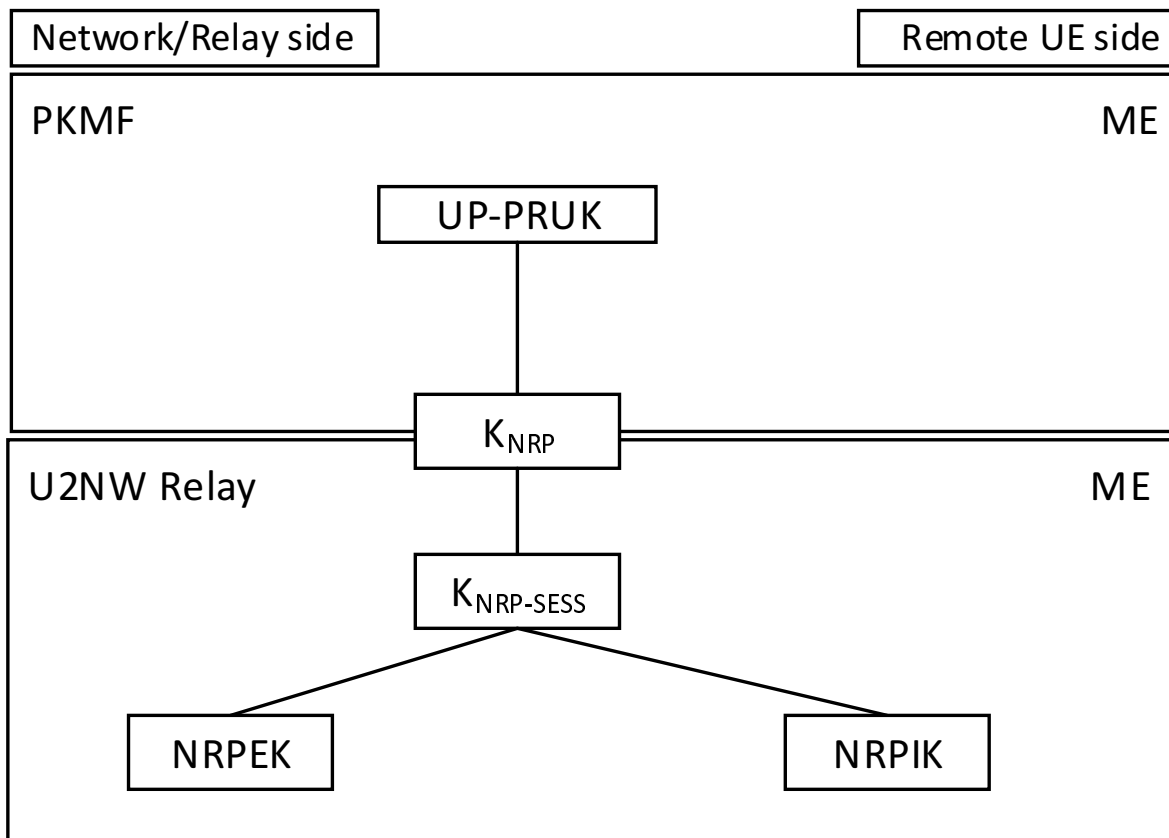 Network/Relay side
Remote UE side
PKMF
ME
UP-PRUK
KNRP
U2NW Relay
ME
KNRP-SESS
NRPEK
NRPIK